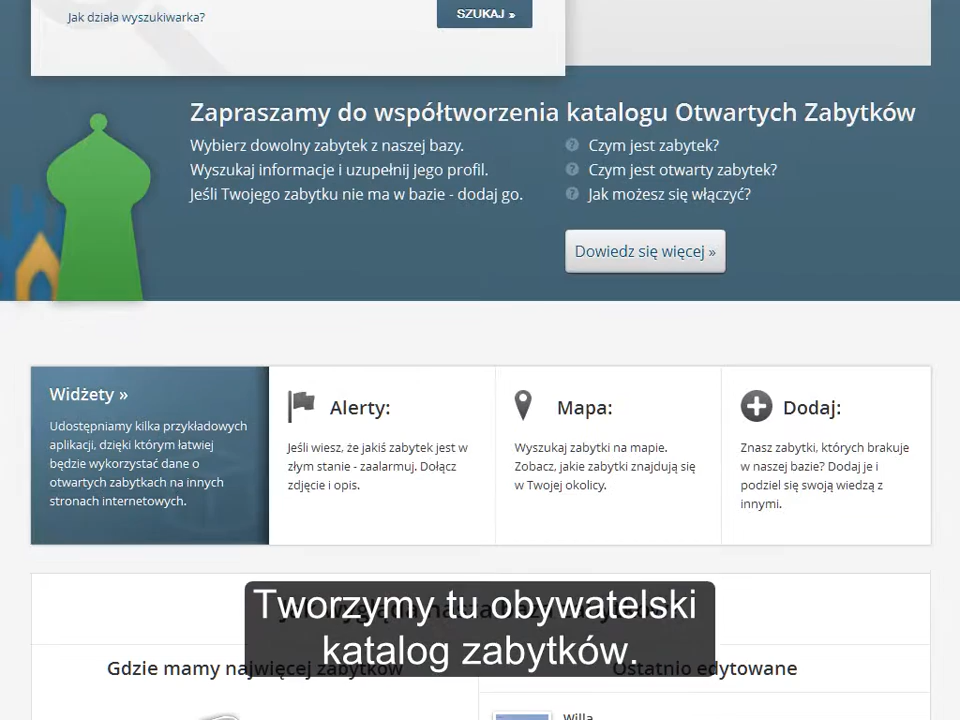 Jak działa wyszukiwarka?
SZUKAJ »
Zapraszamy do współtworzenia katalogu Otwartych Zabytków
Wybierz dowolny zabytek z naszej bazy.
Wyszukaj informacje i uzupełnij jego profil.
Jeśli Twojego zabytku nie ma w bazie - dodaj go.
Czym jest zabytek?
Czym jest otwarty zabytek?
Jak możesz się włączyć?
Dowiedz się więcej »
Widżety »
Udostępniamy kilka przykładowych
aplikacji, dzięki którym łatwiej
będzie wykorzystać dane o
otwartych zabytkach na innych
stronach internetowych.
Alerty:
Jeśli wiesz, że jakiś zabytek jest w
złym stanie - zaalarmuj. Dołącz
zdjęcie i opis.
Mapa:
Wyszukaj zabytki na mapie.
Zobacz, jakie zabytki znajdują się
w Twojej okolicy.
Dodaj:
Znasz zabytki, których brakuje
w naszej bazie? Dodaj je i
podziel się swoją wiedzą z
innymi.
Tworzymy tu obywatelski
katalog zabytków.
Gdzie mamy najwięcej zabytków
Ostatnio edytowane
Willa